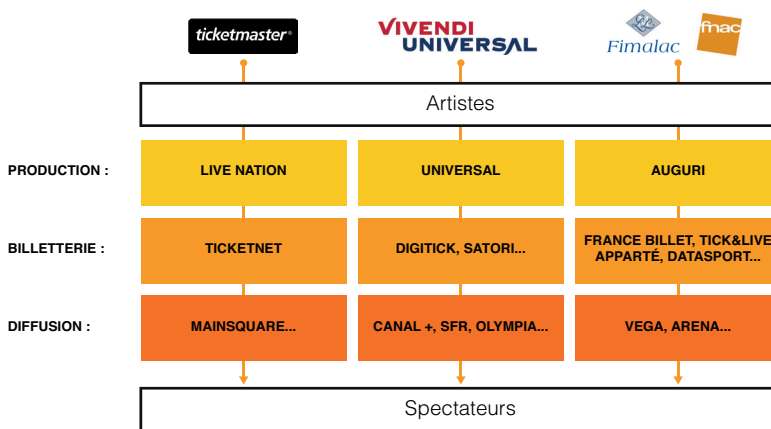 ticketmaster®
VIVENDI
UNIVERSAL
Fimalac
fnac
Artistes
PRODUCTION :
LIVE NATION
UNIVERSAL
AUGURI
BILLETTERIE :
TICKETNET
DIGITICK, SATORI...
FRANCE BILLET, TICK&LIVE
APPARTÉ, DATASPORT...
DIFFUSION :
MAINSQUARE...
CANAL +, SFR, OLYMPIA...
VEGA, ARENA...
Spectateurs